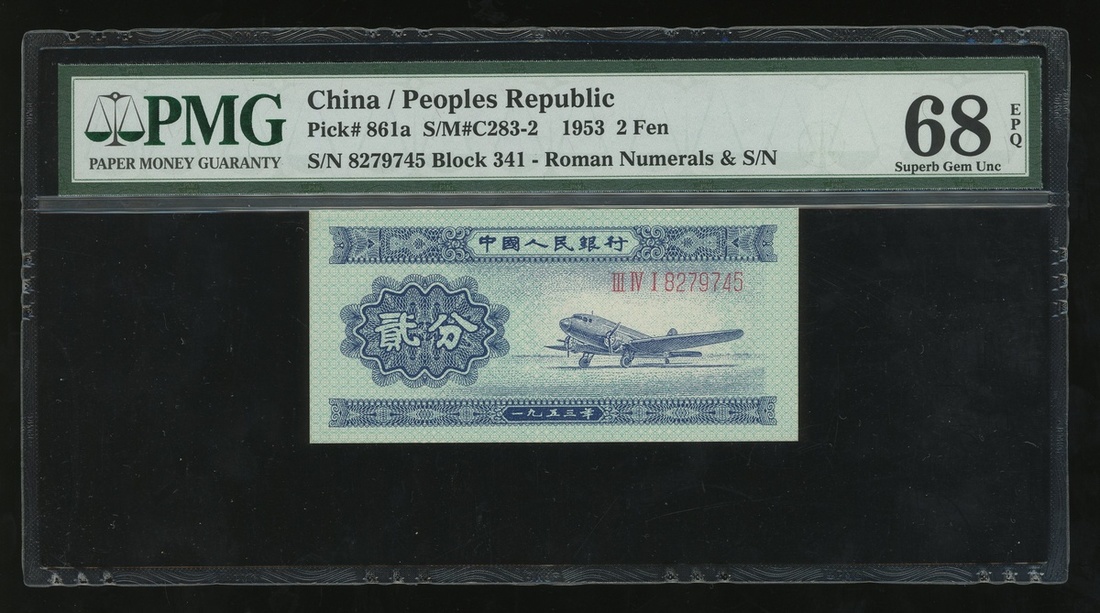 PMG
PAPER MONEY GUARANTY
China / Peoples Republic
Pick# 861a S/M#C283-2 1953 2 Fen
S/N 8279745 Block 341 - Roman Numerals & S/N
68
EPQ
Superb Gem Unc
中國人民銀行
III IV I 8279745
貳分
一九五三年